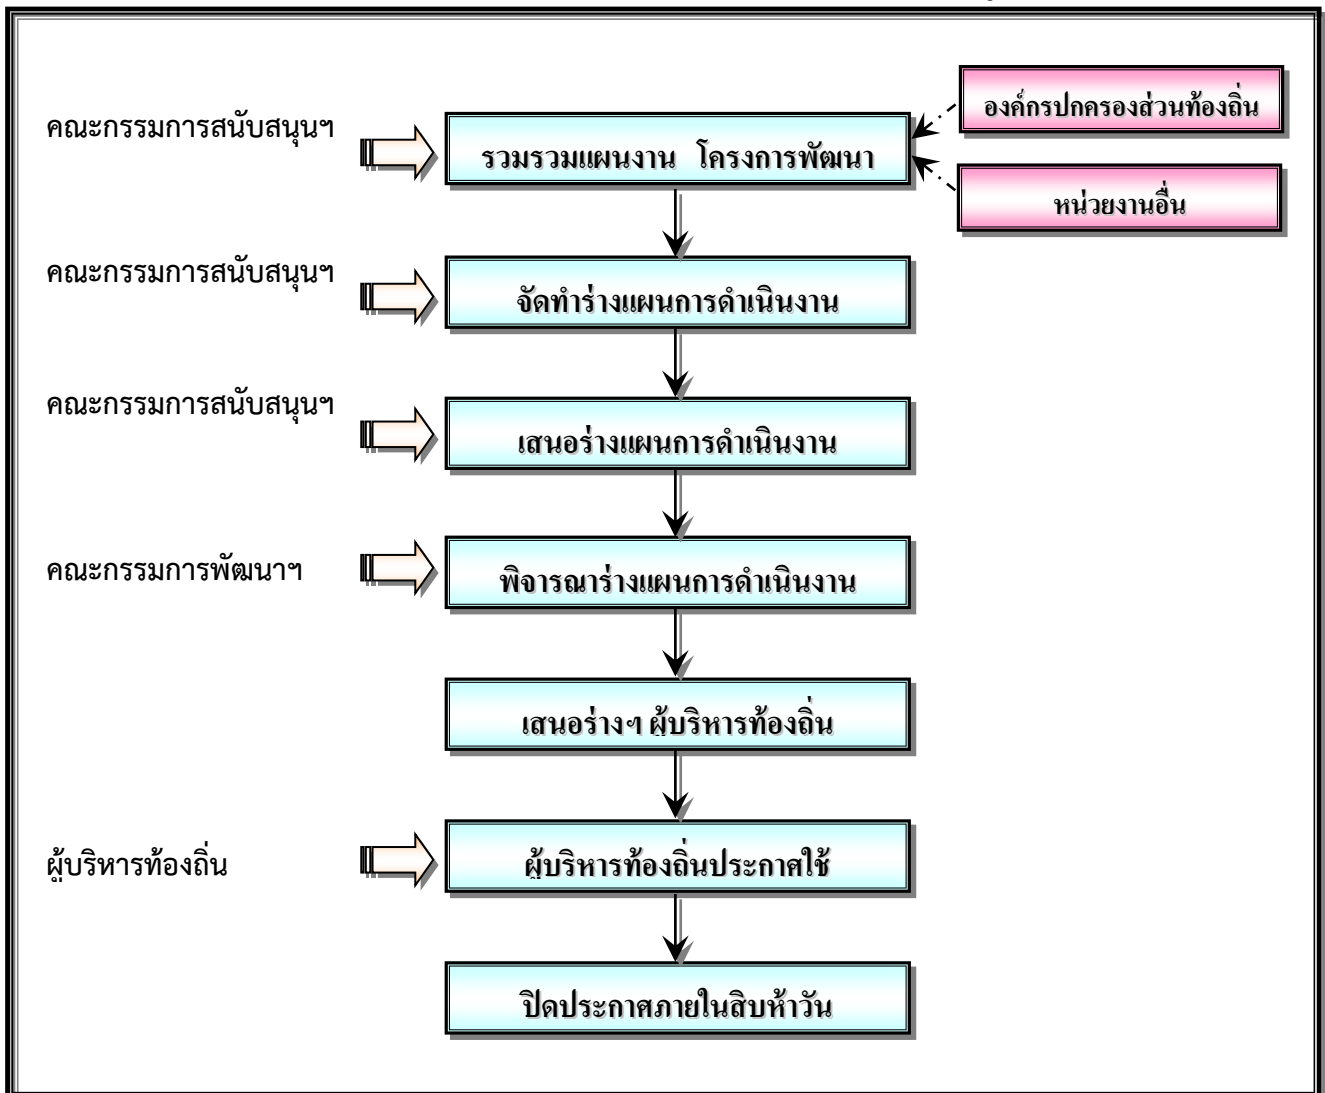 คณะกรรมการสนับสนุนฯ
รวมรวมแผนงาน โครงการพัฒนา
องค์กรปกครองส่วนท้องถิ่น
หน่วยงานอื่น
คณะกรรมการสนับสนุนฯ
จัดทำร่างแผนการดำเนินงาน
คณะกรรมการสนับสนุนฯ
เสนอร่างแผนการดำเนินงาน
คณะกรรมการพัฒนาฯ
พิจารณาร่างแผนการดำเนินงาน
เสนอร่างฯ ผู้บริหารท้องถิ่น
ผู้บริหารท้องถิ่น
ผู้บริหารท้องถิ่นประกาศใช้
ปิดประกาศภายในสิบห้าวัน